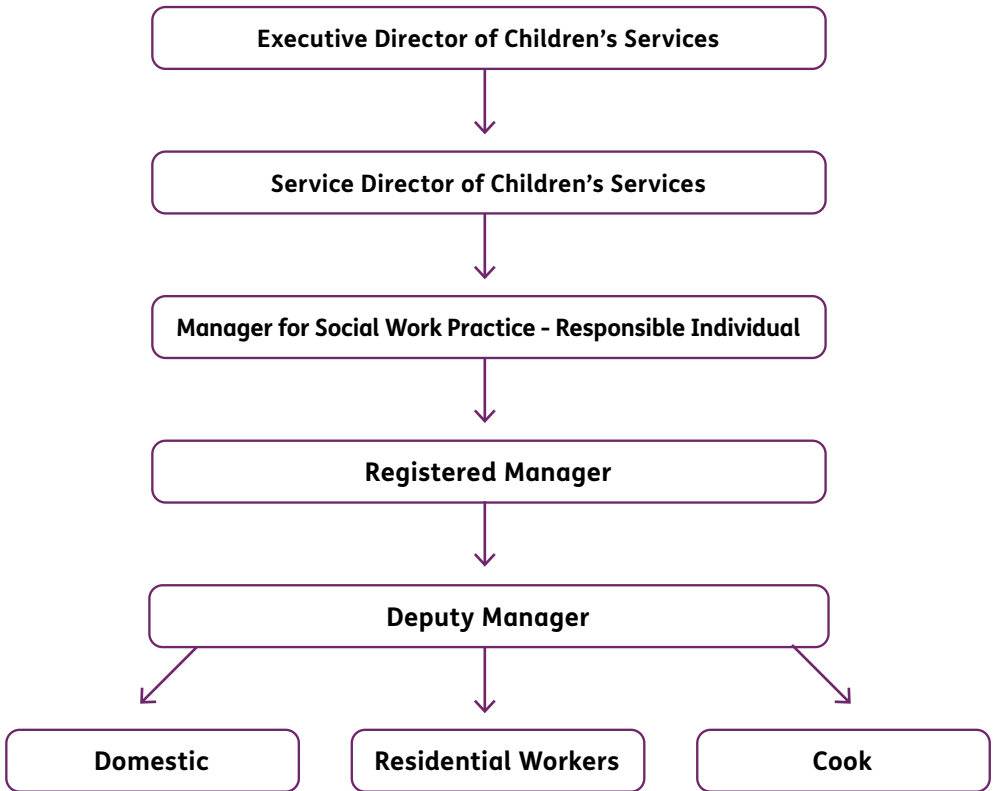 Executive Director of Children’s Services
Service Director of Children’s Services
Manager for Social Work Practice - Responsible Individual
Registered Manager
Deputy Manager
Domestic
Residential Workers
Cook